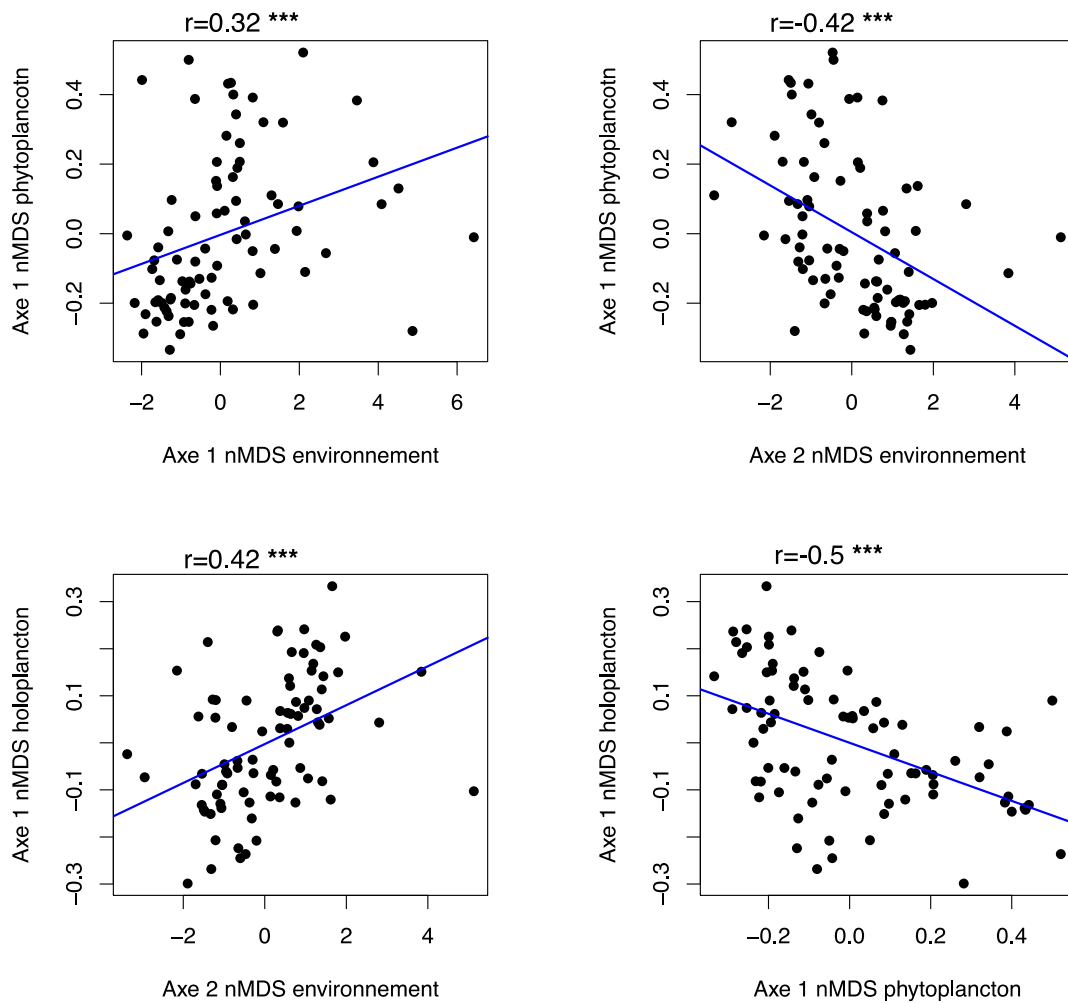 r=0.32 ***
Axe 1 nMDS phytoplancotn
0.4
0.2
0.0
−0.2
−2 0 2 4 6
Axe 1 nMDS environnement
r=-0.42 ***
Axe 1 nMDS phytoplancotn
0.4
0.2
0.0
−0.2
−2 0 2 4
Axe 2 nMDS environnement
r=0.42 ***
Axe 1 nMDS holoplancton
0.3
0.1
−0.1
−0.3
−2 0 2 4
Axe 2 nMDS environnement
r=-0.5 ***
Axe 1 nMDS holoplancton
0.3
0.1
−0.1
−0.3
−0.2 0.0 0.2 0.4
Axe 1 nMDS phytoplancton